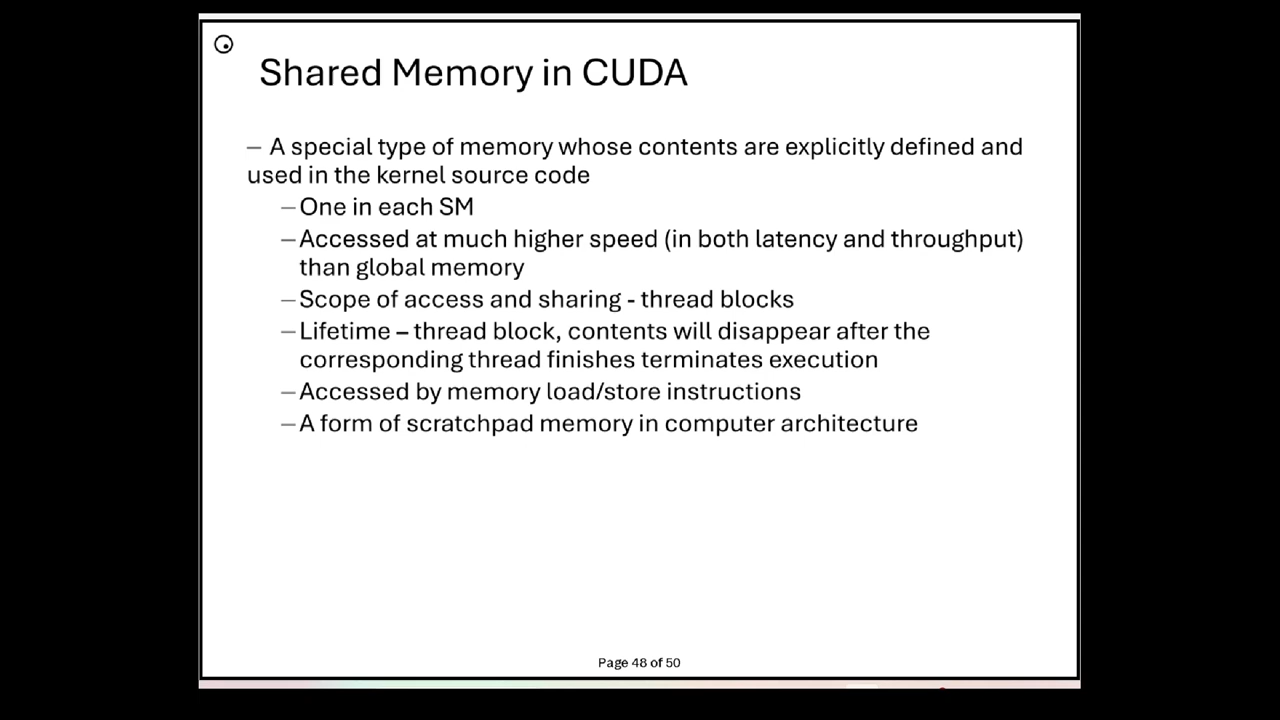 Shared Memory in CUDA
– A special type of memory whose contents are explicitly defined and
used in the kernel source code
– One in each SM
– Accessed at much higher speed (in both latency and throughput)
than global memory
– Scope of access and sharing - thread blocks
– Lifetime – thread block, contents will disappear after the
corresponding thread finishes terminates execution
– Accessed by memory load/store instructions
– A form of scratchpad memory in computer architecture
Page 48 of 50